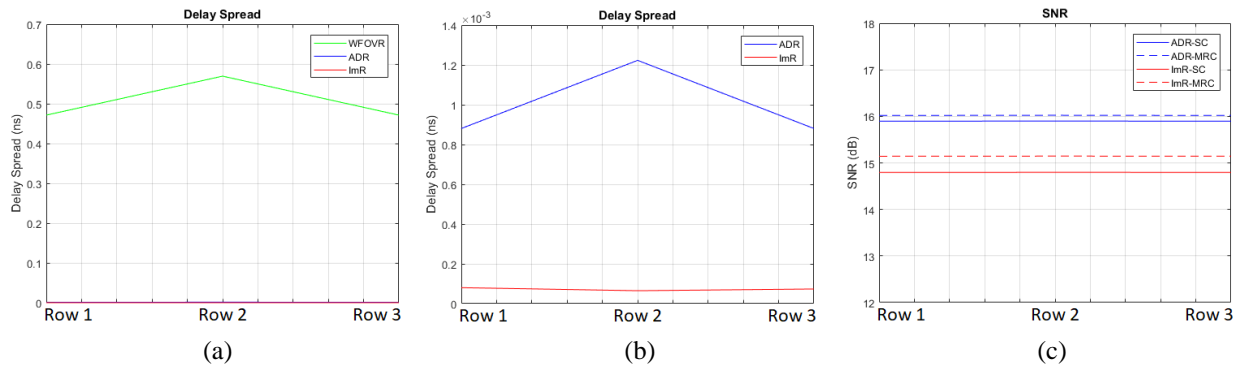 Delay Spread
0.7
0.6
0.5
0.4
0.3
0.2
0.1
0
Delay Spread (ns)
WFOVR
ADR
ImR
Row 1 Row 2 Row 3
(a)
×10⁻³
Delay Spread
1.4
1.2
1
0.8
0.6
0.4
0.2
0
Delay Spread (ns)
ADR
ImR
Row 1 Row 2 Row 3
(b)
SNR
18
17
16
15
14
13
12
SNR (dB)
ADR-SC
ADR-MRC
ImR-SC
ImR-MRC
Row 1 Row 2 Row 3
(c)